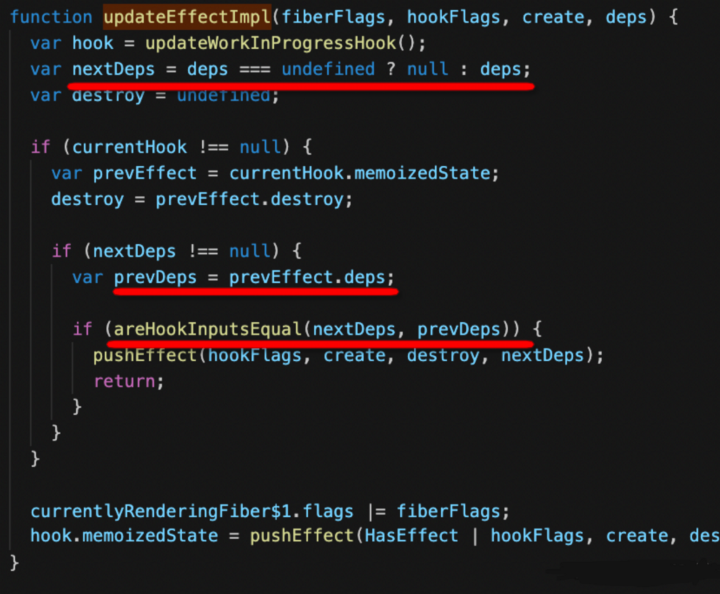 function updateEffectImpl(fiberFlags, hookFlags, create, deps) {
var hook = updateWorkInProgressHook();
var nextDeps = deps === undefined ? null : deps;
var destroy = undefined;
if (currentHook !== null) {
var prevEffect = currentHook.memoizedState;
destroy = prevEffect.destroy;
if (nextDeps !== null) {
var prevDeps = prevEffect.deps;
if (areHookInputsEqual(nextDeps, prevDeps)) {
pushEffect(hookFlags, create, destroy, nextDeps);
return;
}
}
}
currentlyRenderingFiber$1.flags |= fiberFlags;
hook.memoizedState = pushEffect(HasEffect | hookFlags, create, des
}